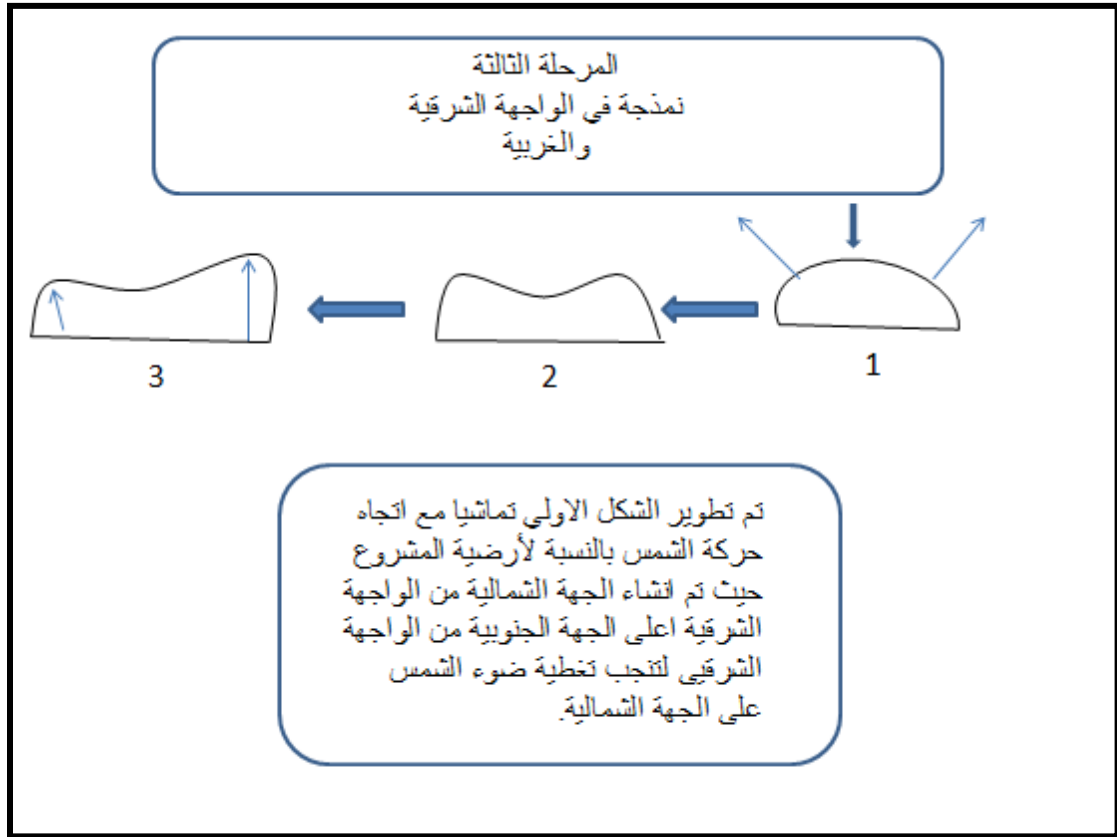 المرحلة الثالثة
نمذجة في الواجهة الشرقية
والغربية
1
2
3
تم تطوير الشكل الاولي تماشيا مع اتجاه
حركة الشمس بالنسبة لأرضية المشروع
حيث تم انشاء الجهة الشمالية من الواجهة
الشرقية اعلى الجهة الجنوبية من الواجهة
الشرقيى لتتجب تغطية ضوء الشمس
على الجهة الشمالية.